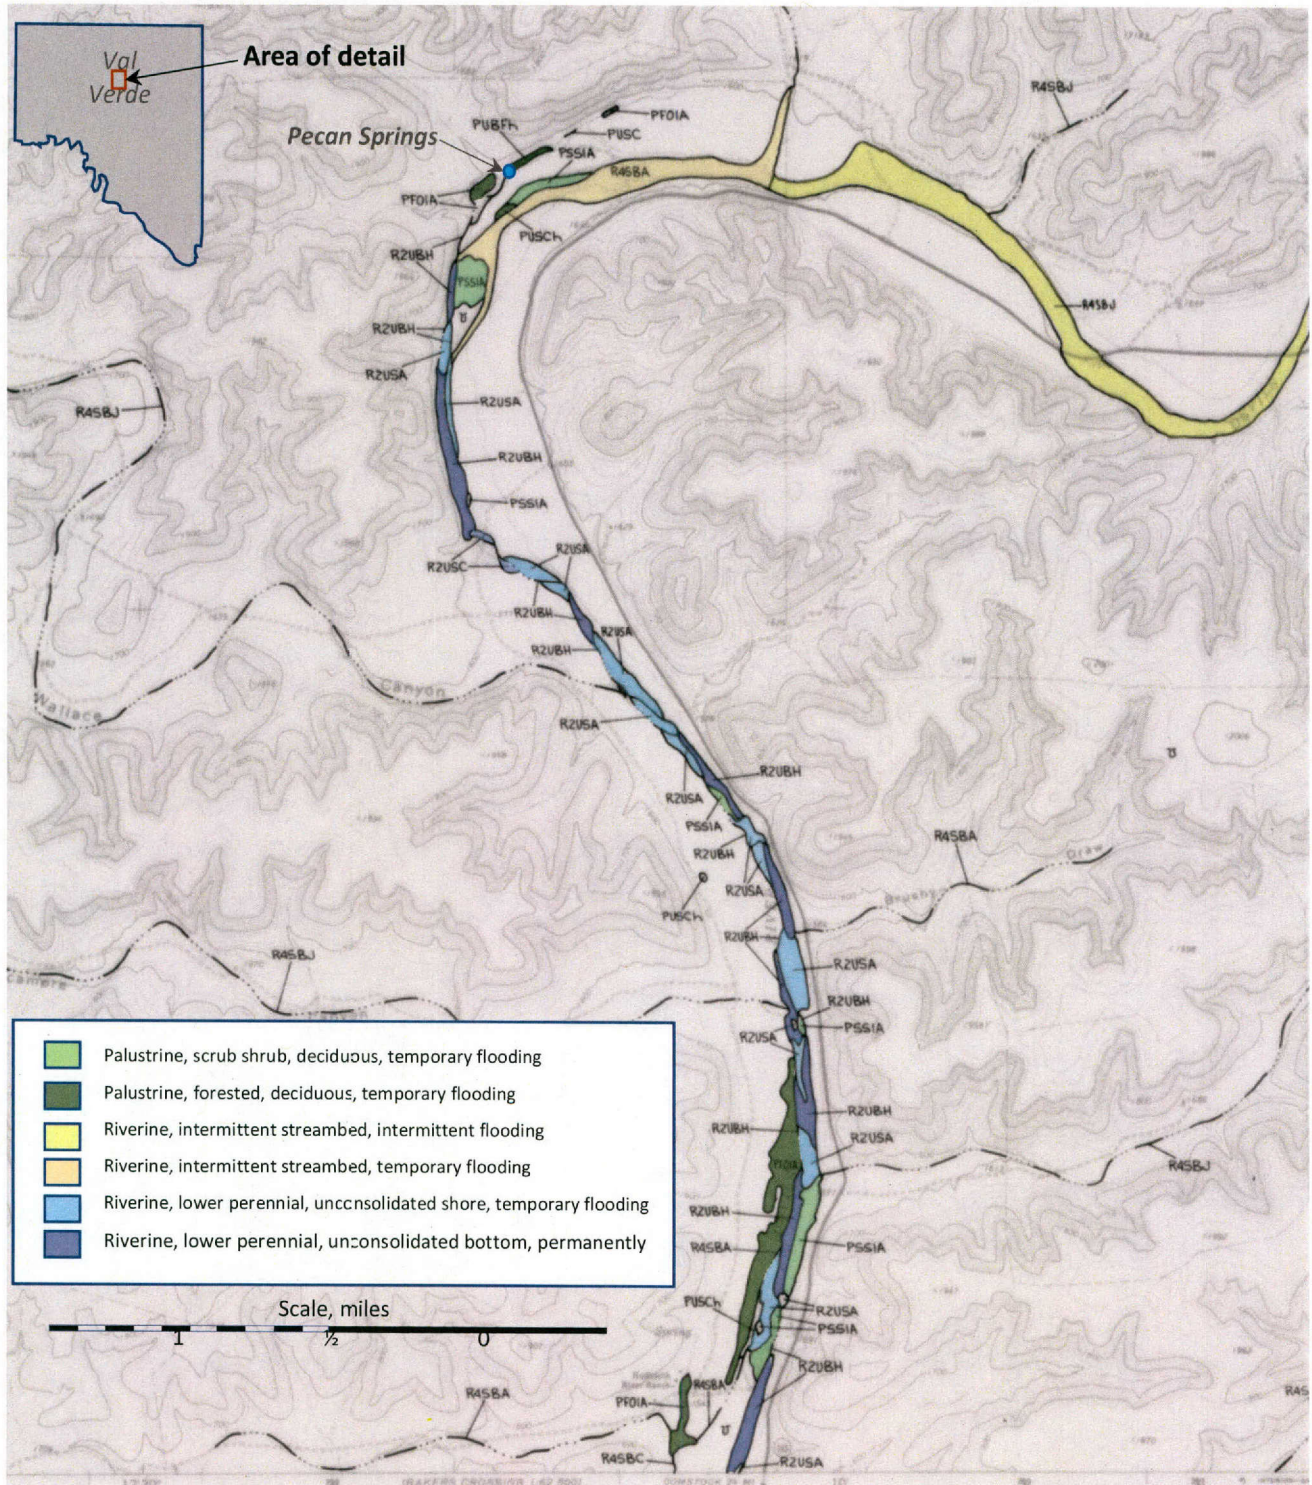 Val
Verde
Area of detail
R4SBJ
PFOIA
PUBFh
PUSC
Pecan Springs
PSSIA
R4SBA
PFOIA
PUSCh
R2UBH
PSSIA
R4SBJ
R2UBH
R2USA
R4SBJ
R2USA
R2UBH
PSSIA
R2USA
R2USC
R2UBH
R2USA
R2UBH
Canyon
Wallace
R2USA
R2UBH
R2USA
PSSIA
R4SBA
R2UBH
Draw
R2USA
Brushy
PUSCh
R2UBH
R4SBJ
R2USA
R2UBH
PSSIA
R2USA
Canyon
Palustrine, scrub shrub, deciduous, temporary flooding
Palustrine, forested, deciduous, temporary flooding
Riverine, intermittent streambed, intermittent flooding
Riverine, intermittent streambed, temporary flooding
Riverine, lower perennial, unconsolidated shore, temporary flooding
Riverine, lower perennial, unconsolidated bottom, permanently
R2UBH
R2UBH
R2USA
PFOIA
R4SBJ
R2UBH
R4SBA
PSSIA
PUSCh
R2USA
PSSIA
Scale, miles
1 ½ 0
R2UBH
R4SBA
R4SBA
R4S
PFOIA
R4SBC
R2USA